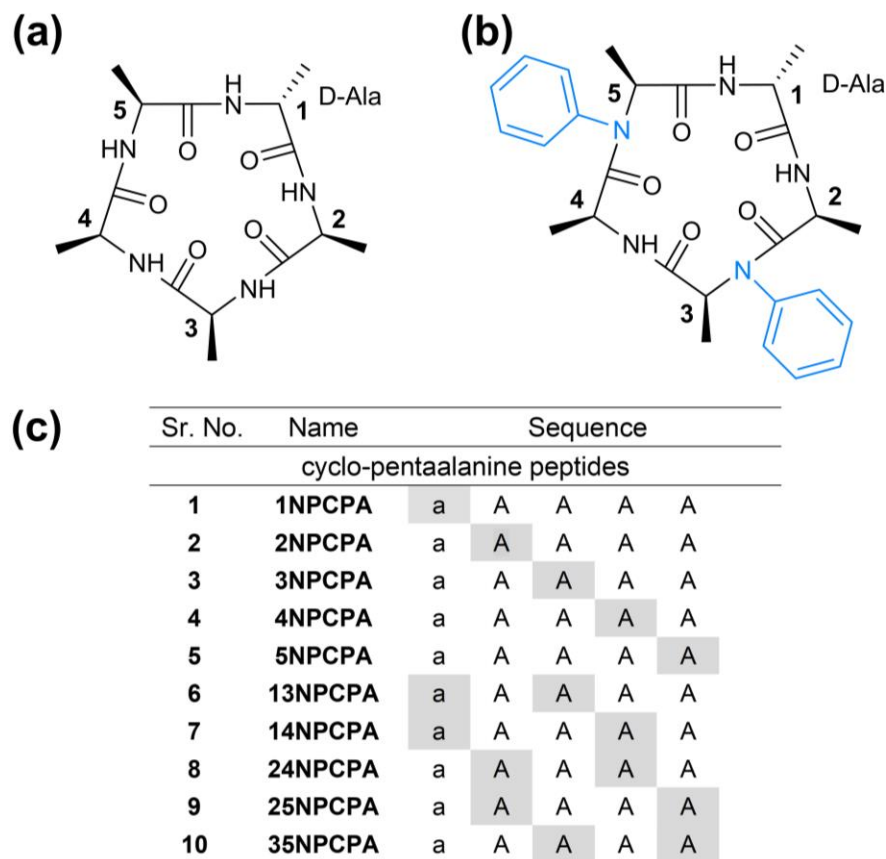 (a)
H
N
D-Ala
5
1
O
O
HN
HN
O
O
O
4
2
NH
NH
3
(b)
H
N
D-Ala
5
1
N
O
O
HN
O
O
O
4
2
NH
N
3
(c)
Sr. No. Name Sequence
cyclo-pentaalanine peptides
1 1NPCPA a A A A A
2 2NPCPA a A A A A
3 3NPCPA a A A A A
4 4NPCPA a A A A A
5 5NPCPA a A A A A
6 13NPCPA a A A A A
7 14NPCPA a A A A A
8 24NPCPA a A A A A
9 25NPCPA a A A A A
10 35NPCPA a A A A A